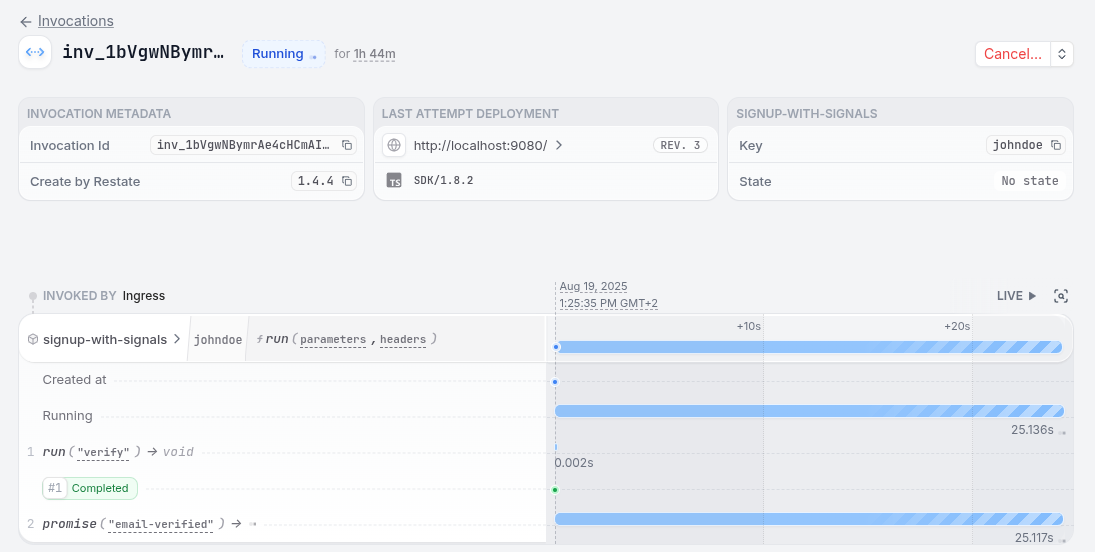 ← Invocations
inv_1bVgwNBymr… Running for 1h 44m Cancel...
INVOCATION METADATA
Invocation Id inv_1bVgwNBymrAe4cHCmAI…
Create by Restate 1.4.4
LAST ATTEMPT DEPLOYMENT
http://localhost:9080/ REV. 3
TS SDK/1.8.2
SIGNUP-WITH-SIGNALS
Key johndoe
State No state
INVOKED BY Ingress
Aug 19, 2025
1:25:35 PM GMT+2
LIVE
signup-with-signals johndoe ƒ run(parameters,headers)
+10s +20s
Created at
Running
25.136s
1 run("verify") → void
0.002s
#1 Completed
2 promise("email-verified") →
25.117s